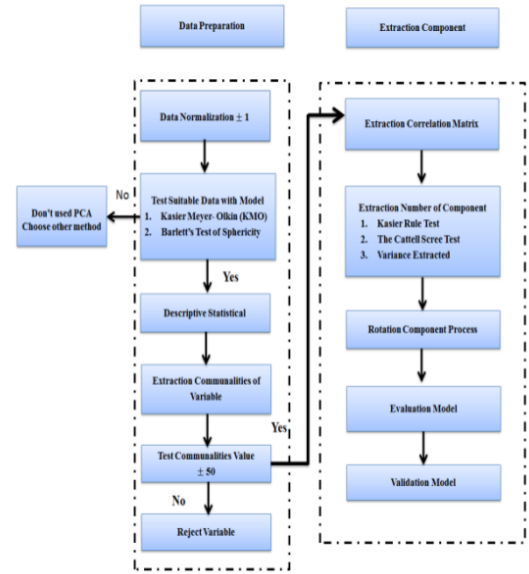 Data Preparation
Extraction Component
Data Normalization ± 1
Test Suitable Data with Model
1. Kasier Meyer- Olkin (KMO)
2. Barlett's Test of Sphericity
No
Don't used PCA
Choose other method
Yes
Descriptive Statistical
Extraction Communalities of
Variable
Test Communalities Value
± 50
Yes
No
Reject Variable
Extraction Correlation Matrix
Extraction Number of Component
1. Kasier Rule Test
2. The Cattell Scree Test
3. Variance Extracted
Rotation Component Process
Evaluation Model
Validation Model